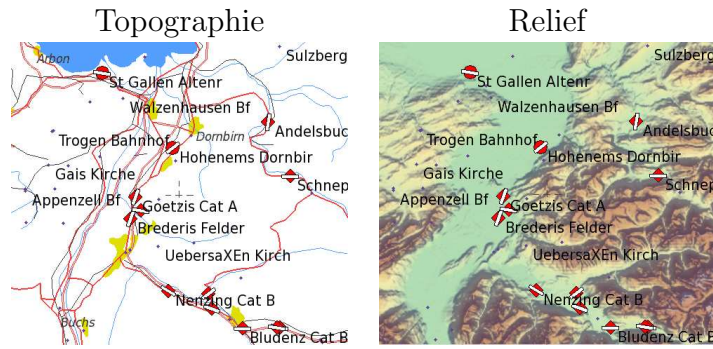 Topographie
Arbon
Sulzberg
St Gallen Altenr
Walzenhausen Bf
Andelsbuc
Trogen Bahnhof
Dornbirn
Hohenems Dornbir
Gais Kirche
Schnep
Appenzell Bf
Goetzis Cat A
Brederis Felder
UebersaXEn Kirch
Nenzing Cat B
Buchs
Bludenz Cat B
Relief
Sulzberg
St Gallen Altenr
Walzenhausen Bf
Andelsbuc
Trogen Bahnhof
Hohenems Dornbir
Gais Kirche
Schnep
Appenzell Bf
Goetzis Cat A
Brederis Felder
UebersaXEn Kirch
Nenzing Cat B
Bludenz Cat B